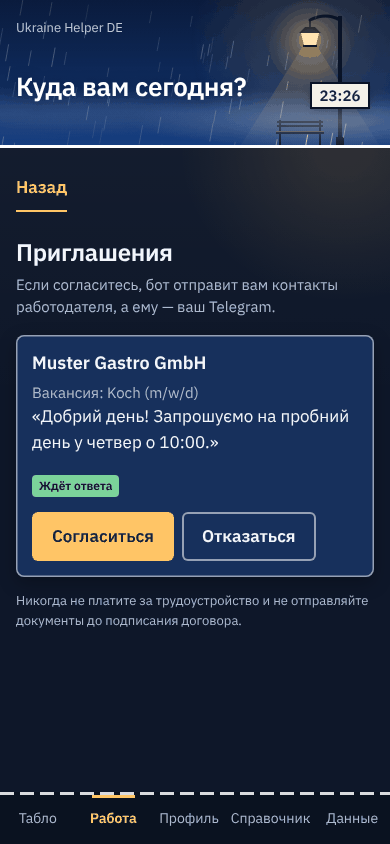 Ukraine Helper DE
Куда вам сегодня?
23:26
Назад
Приглашения
Если согласитесь, бот отправит вам контакты
работодателя, а ему — ваш Telegram.
Muster Gastro GmbH
Вакансия: Koch (m/w/d)
«Добрий день! Запрошуємо на пробний
день у четвер о 10:00.»
Ждёт ответа
Согласиться
Отказаться
Никогда не платите за трудоустройство и не отправляйте
документы до подписания договора.
Табло
Работа
Профиль
Справочник
Данные